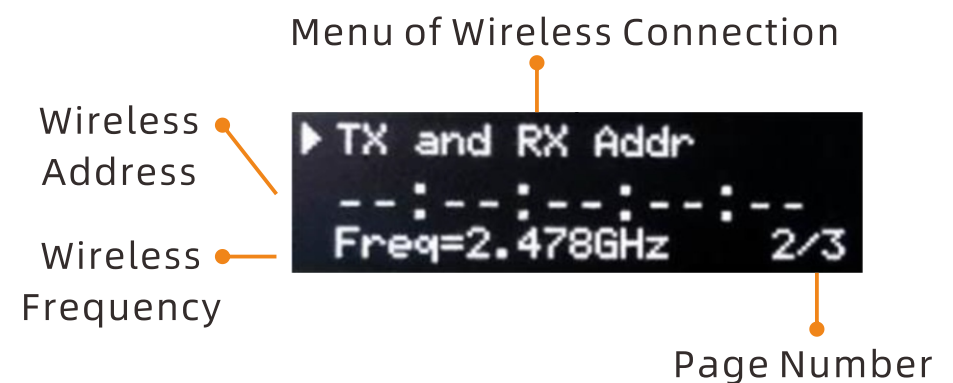 Menu of Wireless Connection
Wireless
Address
TX and RX Addr
--:--:--:--:--
Wireless
Frequency
Freq=2.478GHz 2/3
Page Number